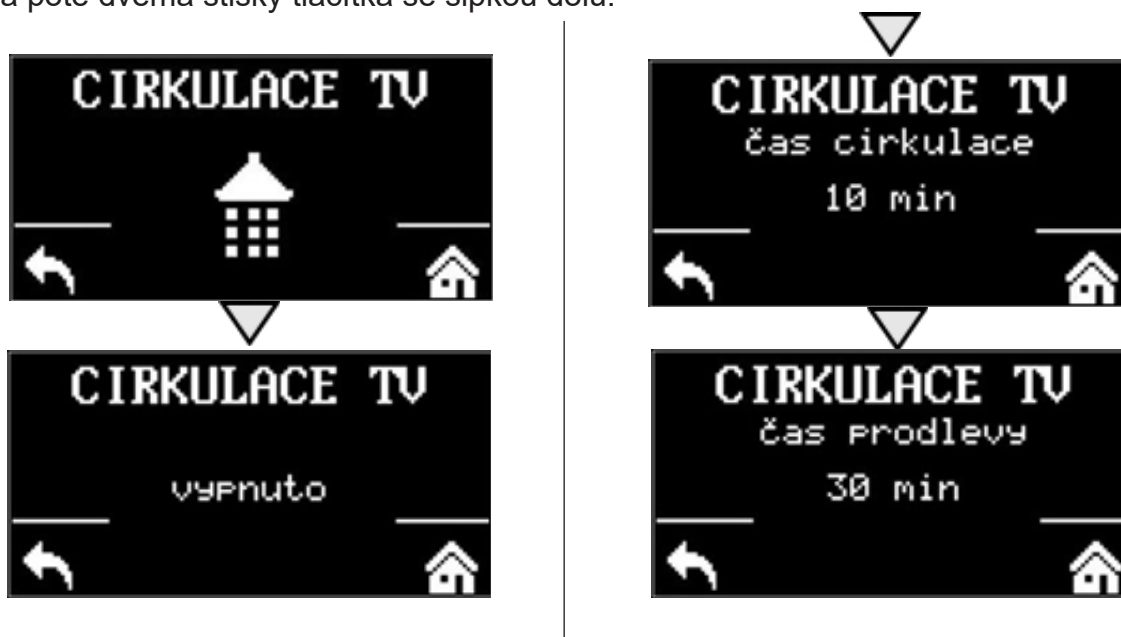 a poté dvěma stisky tlačítka se šipkou dolů.
CIRKULACE TV
CIRKULACE TV
vypnuto
CIRKULACE TV
čas cirkulace
10 min
CIRKULACE TV
čas prodlevy
30 min